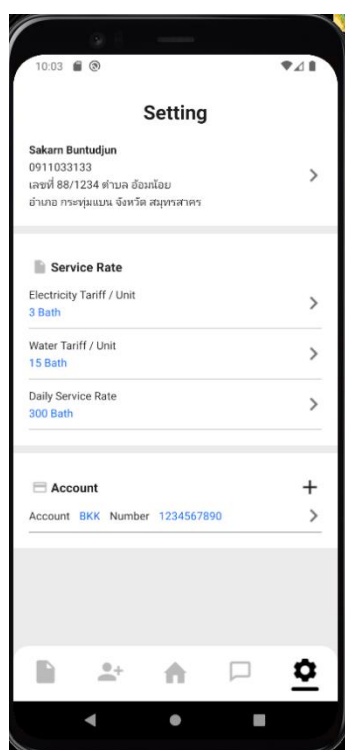 10:03
Setting
Sakarn Buntudjun
0911033133
เลขที่ 88/1234 ตำบล อ้อมน้อย
อำเภอ กระทุ่มแบน จังหวัด สมุทรสาคร
Service Rate
Electricity Tariff / Unit
3 Bath
Water Tariff / Unit
15 Bath
Daily Service Rate
300 Bath
Account
Account BKK Number 1234567890